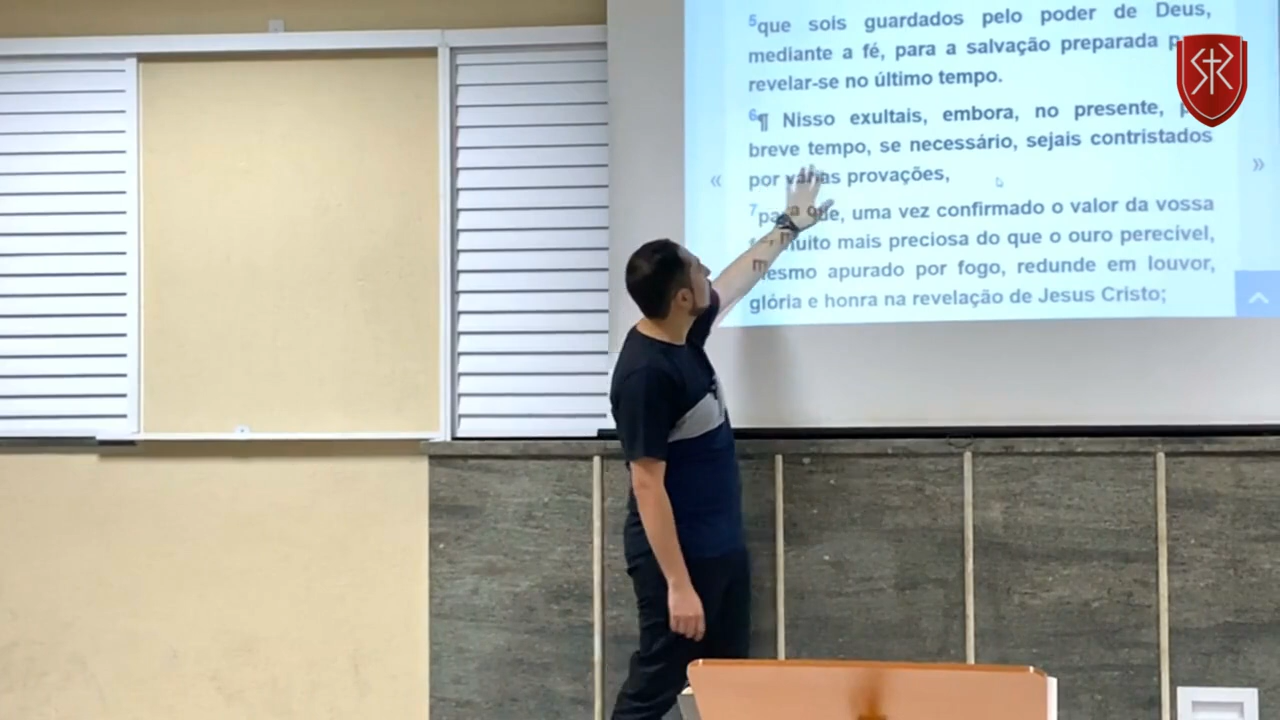 5que sois guardados pelo poder de Deus,
mediante a fé, para a salvação preparada
revelar-se no último tempo.
6¶ Nisso exultais, embora, no presente,
breve tempo, se necessário, sejais contristados
« por várias provações, »
7para que, uma vez confirmado o valor da vossa
muito mais preciosa do que o ouro perecível,
mesmo apurado por fogo, redunde em louvor,
glória e honra na revelação de Jesus Cristo;